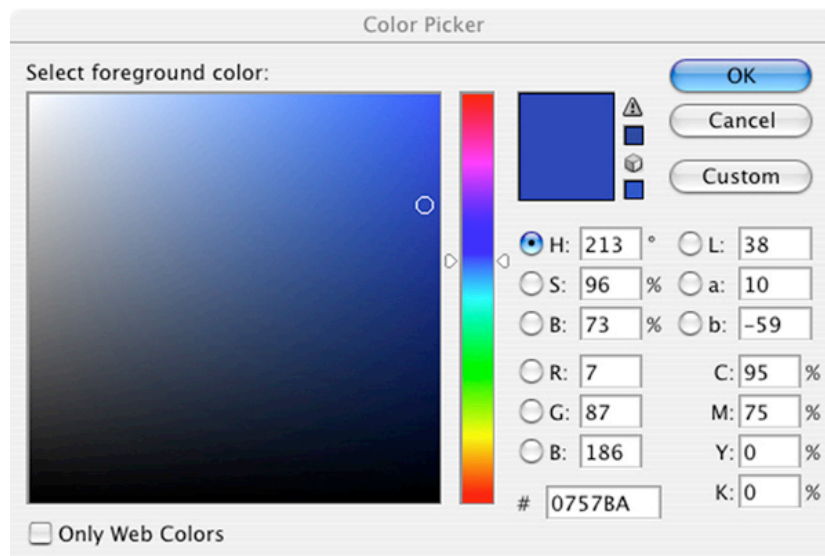 Color Picker
Select foreground color:
OK
Cancel
Custom
H: 213 ° L: 38
S: 96 % a: 10
B: 73 % b: -59
R: 7 C: 95 %
G: 87 M: 75 %
B: 186 Y: 0 %
# 0757BA K: 0 %
Only Web Colors